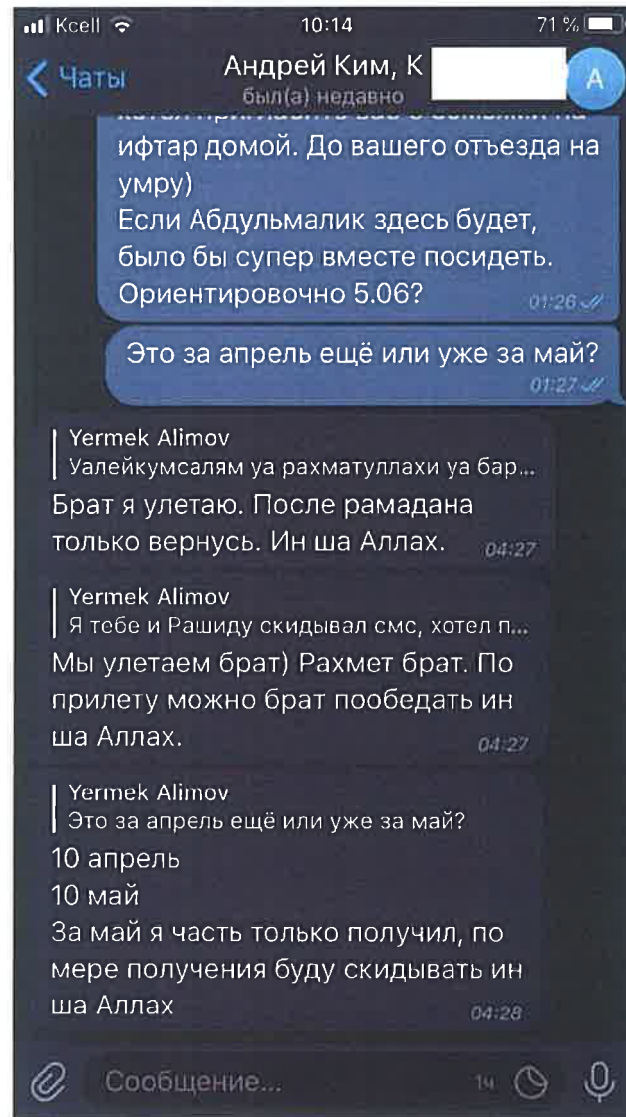 Kcell 10:14 71 %
Чаты Андрей Ким, К А
был(а) недавно
ифтар домой. До вашего отъезда на
умру)
Если Абдульмалик здесь будет,
было бы супер вместе посидеть.
Ориентировочно 5.06?
01:26
Это за апрель ещё или уже за май?
01:27
Yermek Alimov
Уалейкумсалям уа рахматуллахи уа бар...
Брат я улетаю. После рамадана
только вернусь. Ин ша Аллах. 04:27
Yermek Alimov
Я тебе и Рашиду скидывал смс, хотел п...
Мы улетаем брат) Рахмет брат. По
прилету можно брат пообедать ин
ша Аллах. 04:27
Yermek Alimov
Это за апрель ещё или уже за май?
10 апрель
10 май
За май я часть только получил, по
мере получения буду скидывать ин
ша Аллах 04:28
Сообщение... 1ч